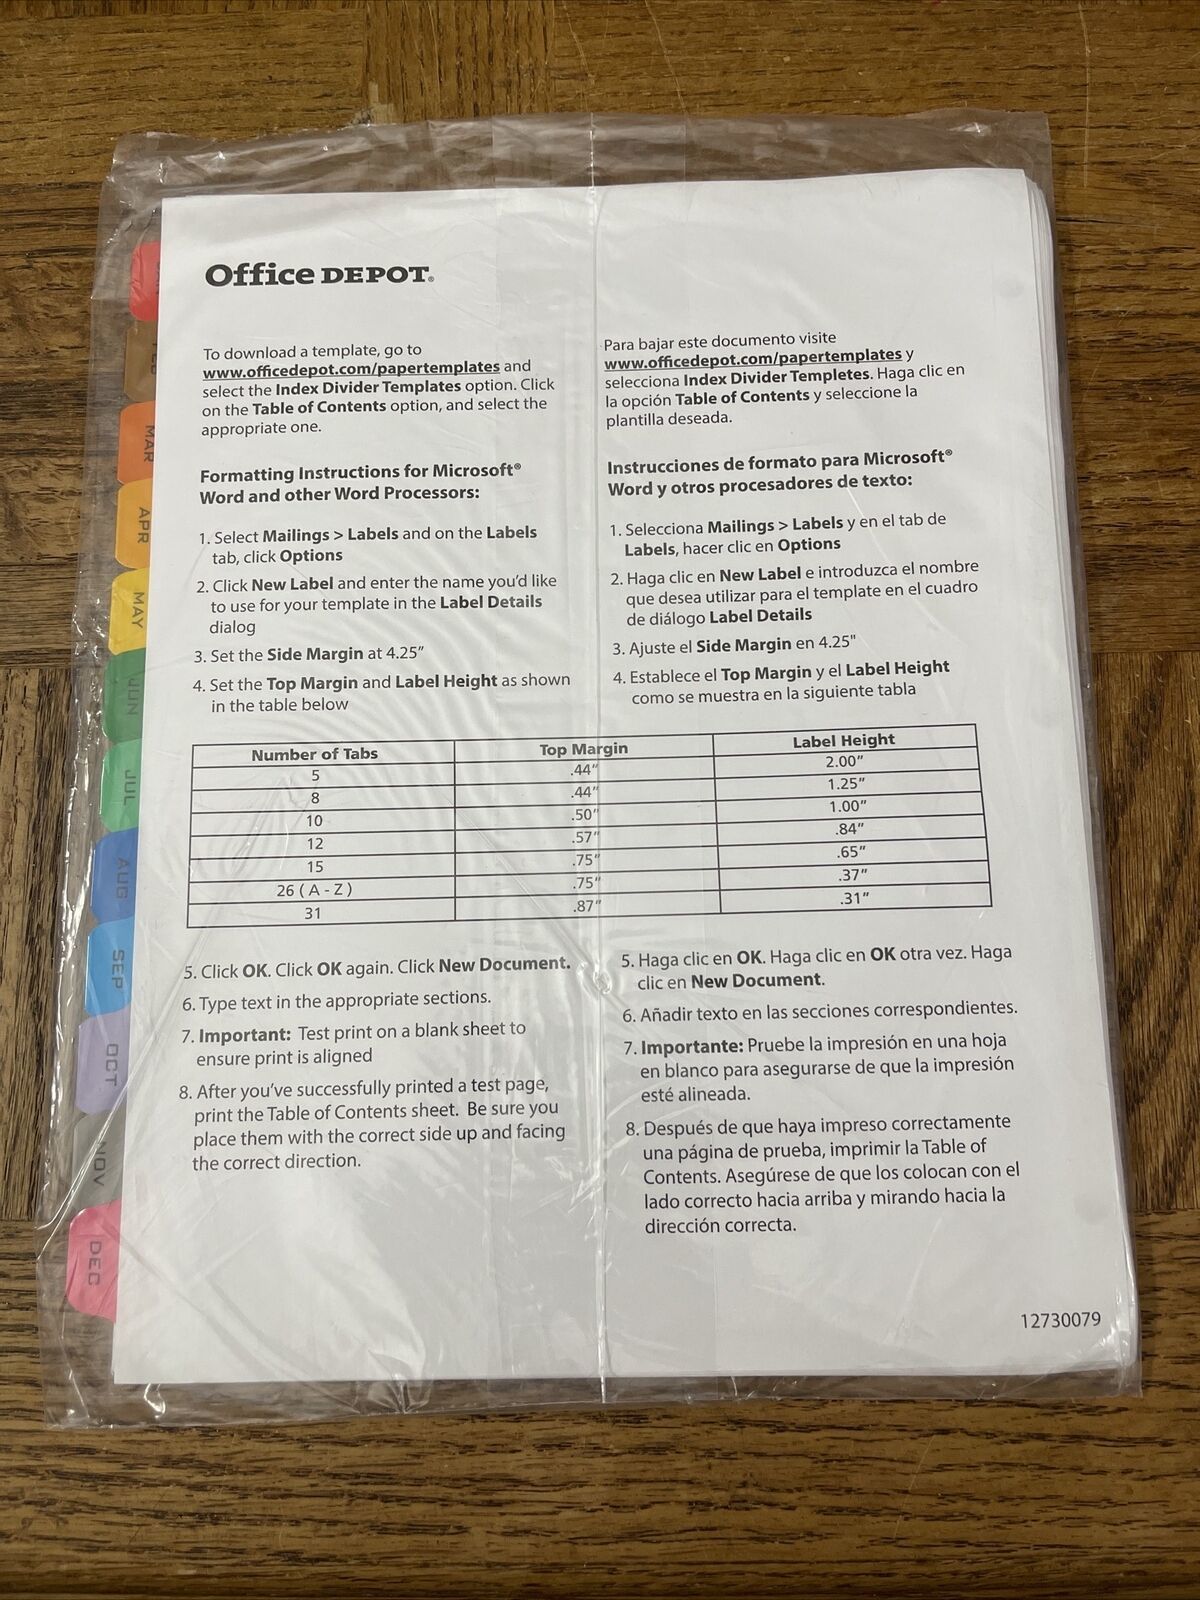 Office DEPOT®
To download a template, go to
www.officedepot.com/papertemplates and
select the Index Divider Templates option. Click
on the Table of Contents option, and select the
appropriate one.
Formatting Instructions for Microsoft®
Word and other Word Processors:
1. Select Mailings > Labels and on the Labels
tab, click Options
2. Click New Label and enter the name you'd like
to use for your template in the Label Details
dialog
3. Set the Side Margin at 4.25″
4. Set the Top Margin and Label Height as shown
in the table below
Para bajar este documento visite
www.officedepot.com/papertemplates y
selecciona Index Divider Templetes. Haga clic en
la opción Table of Contents y seleccione la
plantilla deseada.
Instrucciones de formato para Microsoft®
Word y otros procesadores de texto:
1. Selecciona Mailings > Labels y en el tab de
Labels, hacer clic en Options
2. Haga clic en New Label e introduzca el nombre
que desea utilizar para el template en el cuadro
de diálogo Label Details
3. Ajuste el Side Margin en 4.25"
4. Establece el Top Margin y el Label Height
como se muestra en la siguiente tabla
Number of Tabs Top Margin Label Height
5 .44″ 2.00″
8 .44″ 1.25″
10 .50″ 1.00″
12 .57″ .84″
15 .75″ .65″
26 ( A - Z ) .75″ .37″
31 .87″ .31″
5. Click OK. Click OK again. Click New Document.
6. Type text in the appropriate sections.
7. Important: Test print on a blank sheet to
ensure print is aligned
8. After you've successfully printed a test page,
print the Table of Contents sheet. Be sure you
place them with the correct side up and facing
the correct direction.
5. Haga clic en OK. Haga clic en OK otra vez. Haga
clic en New Document.
6. Añadir texto en las secciones correspondientes.
7. Importante: Pruebe la impresión en una hoja
en blanco para asegurarse de que la impresión
esté alineada.
8. Después de que haya impreso correctamente
una página de prueba, imprimir la Table of
Contents. Asegúrese de que los colocan con el
lado correcto hacia arriba y mirando hacia la
dirección correcta.
12730079
MAR
APR
MAY
JUN
JUL
AUG
SEP
OCT
NOV
DEC